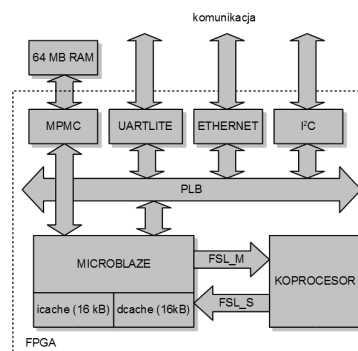 komunikacja
64 MB RAM
MPMC
UARTLITE
ETHERNET
I²C
PLB
MICROBLAZE
FSL_M
KOPROCESOR
FSL_S
icache (16 kB)
dcache (16kB)
FPGA